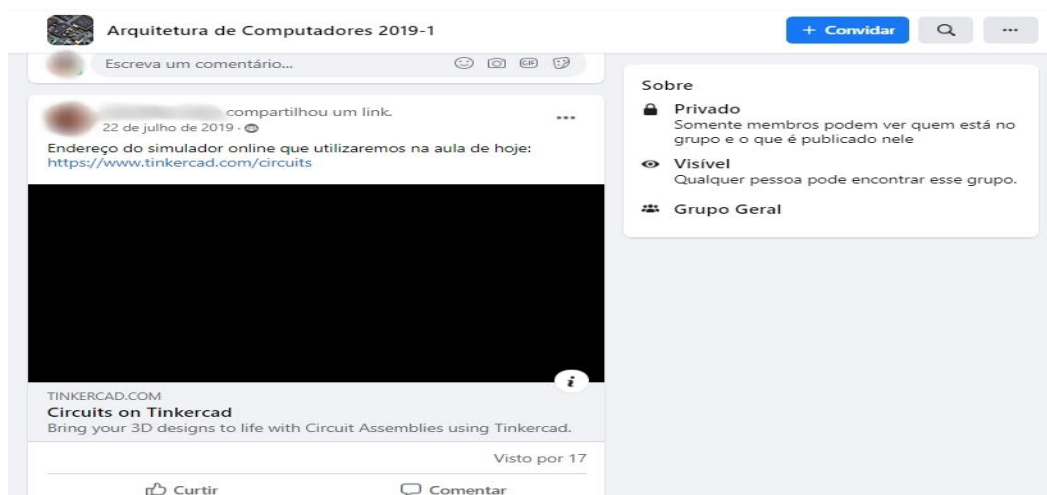 Arquitetura de Computadores 2019-1
+ Convidar
Escreva um comentário...
GIF
compartilhou um link.
22 de julho de 2019 ·
Endereço do simulador online que utilizaremos na aula de hoje:
https://www.tinkercad.com/circuits
i
TINKERCAD.COM
Circuits on Tinkercad
Bring your 3D designs to life with Circuit Assemblies using Tinkercad.
Visto por 17
Curtir
Comentar
Sobre
Privado
Somente membros podem ver quem está no
grupo e o que é publicado nele
Visível
Qualquer pessoa pode encontrar esse grupo.
Grupo Geral